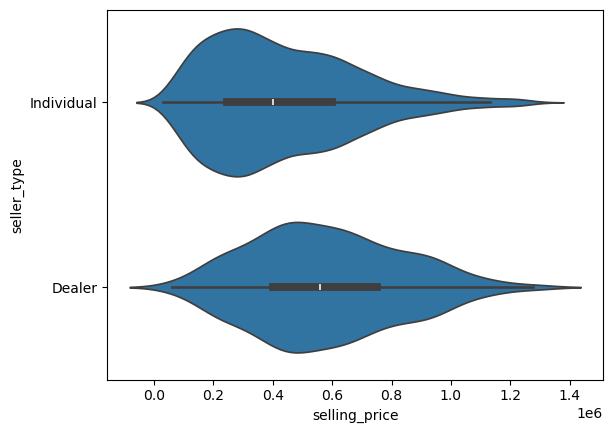 seller_type
Individual
Dealer
0.0 0.2 0.4 0.6 0.8 1.0 1.2 1.4
1e6
selling_price